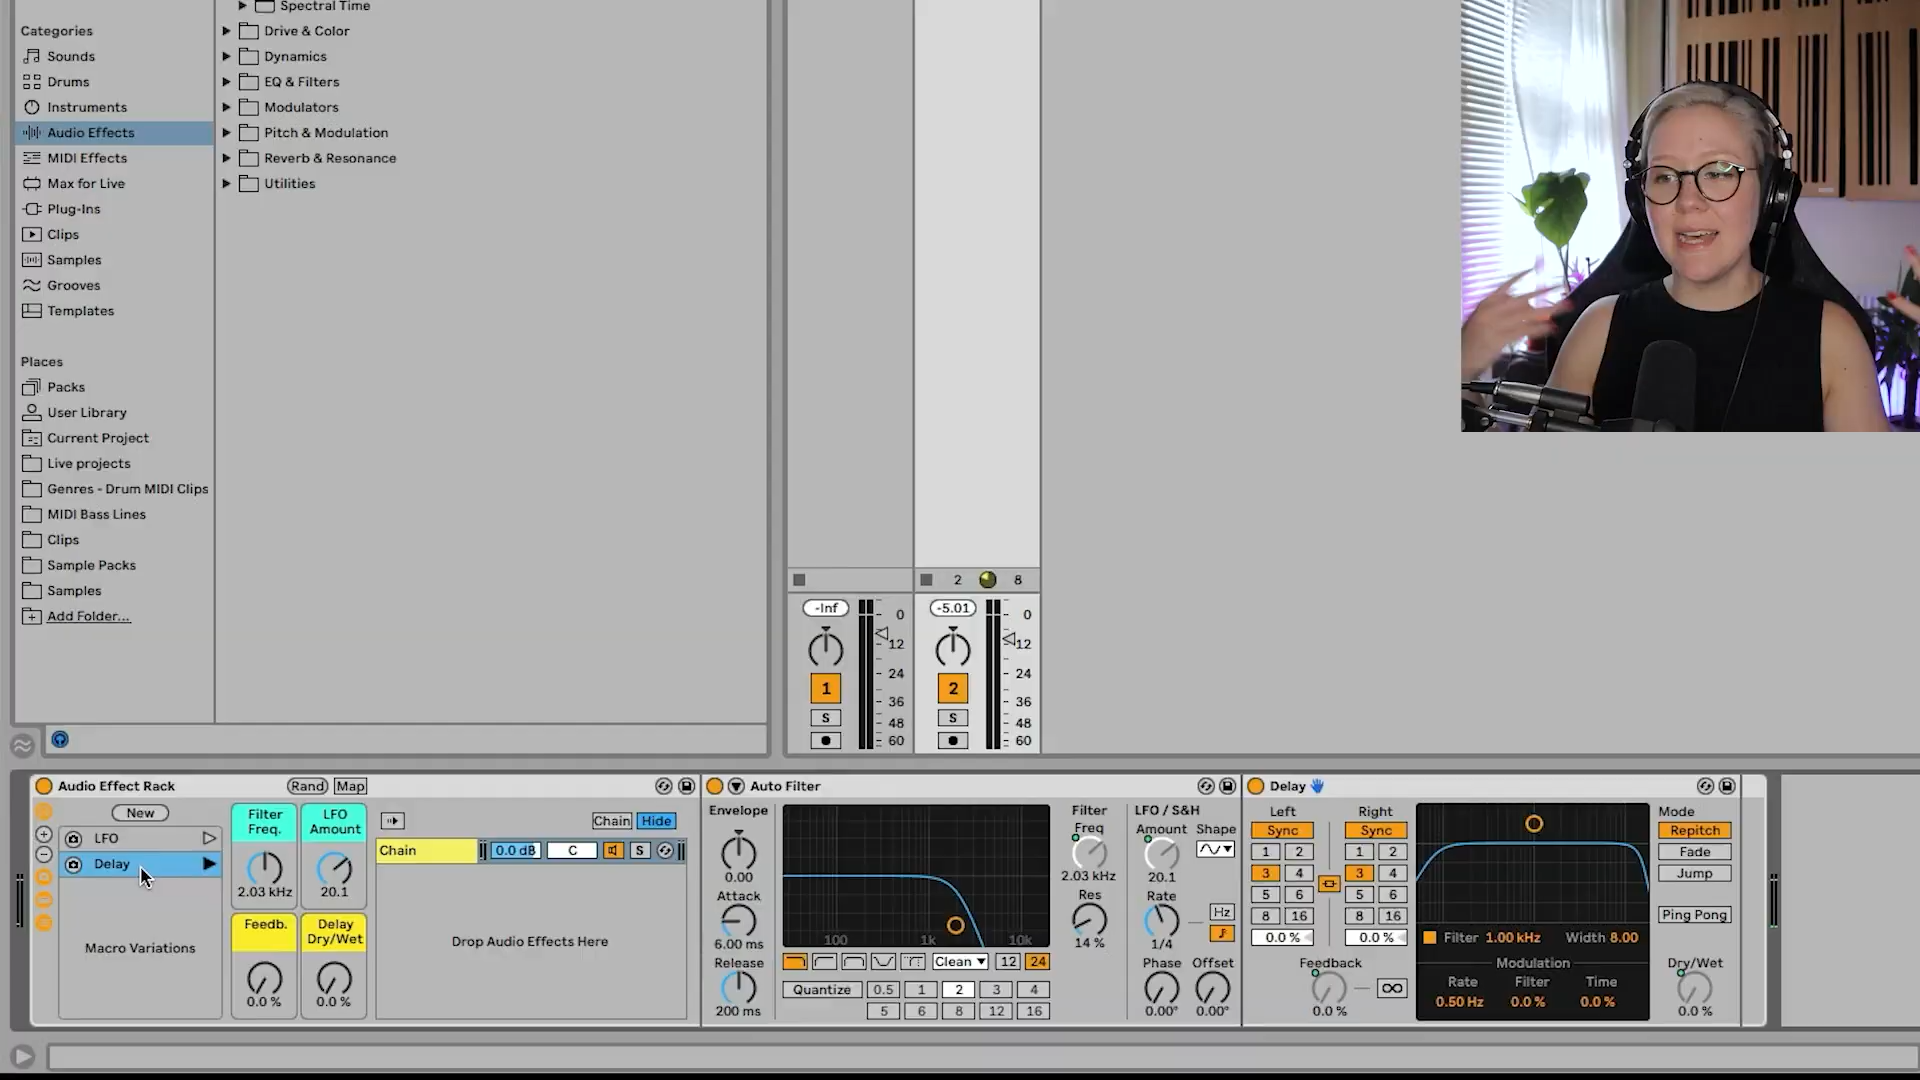 Spectral Time
Categories
Sounds
Drums
Instruments
Audio Effects
MIDI Effects
Max for Live
Plug-Ins
Clips
Samples
Grooves
Templates
Drive & Color
Dynamics
EQ & Filters
Modulators
Pitch & Modulation
Reverb & Resonance
Utilities
Places
Packs
User Library
Current Project
Live projects
Genres - Drum MIDI Clips
MIDI Bass Lines
Clips
Sample Packs
Samples
Add Folder...
2 8
-Inf
0
12
24
36
48
60
1
S
-5.01
0
12
24
36
48
60
2
S
Audio Effect Rack
Rand Map
New
LFO
Delay
Macro Variations
Filter Freq.
2.03 kHz
LFO Amount
20.1
Feedb.
0.0 %
Delay Dry/Wet
0.0 %
Chain Hide
Chain 0.0 dB C S
Drop Audio Effects Here
Auto Filter
Envelope
0.00
Attack
6.00 ms
Release
200 ms
100 1k 10k
Clean 12 24
Quantize 0.5 1 2 3 4
5 6 8 12 16
Filter
Freq
2.03 kHz
Res
14 %
LFO / S&H
Amount Shape
20.1
Rate
Hz
1/4
Phase Offset
0.00° 0.00°
Delay
Left Right
Sync Sync
1 2 1 2
3 4 3 4
5 6 5 6
8 16 8 16
0.0 % 0.0 %
Feedback
0.0 %
Filter 1.00 kHz Width 8.00
Modulation
Rate Filter Time
0.50 Hz 0.0 % 0.0 %
Mode
Repitch
Fade
Jump
Ping Pong
Dry/Wet
0.0 %